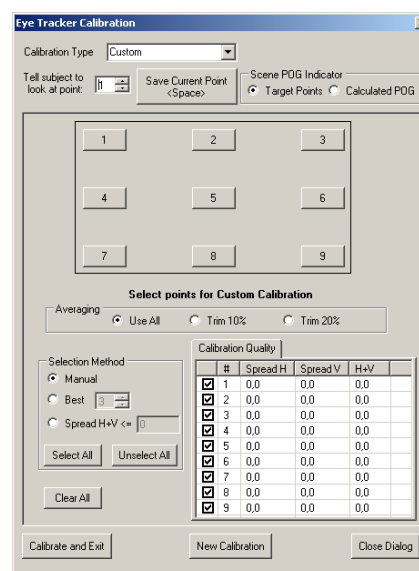 Eye Tracker Calibration
Calibration Type Custom
Tell subject to look at point: 1 Save Current Point <Space> Scene POG Indicator Target Points Calculated POG
1 2 3
4 5 6
7 8 9
Select points for Custom Calibration
Averaging
Use All Trim 10% Trim 20%
Selection Method
Manual
Best 3
Spread H+V <= 0
Select All Unselect All
Clear All
Calibration Quality
# Spread H Spread V H+V
1 0,0 0,0 0,0
2 0,0 0,0 0,0
3 0,0 0,0 0,0
4 0,0 0,0 0,0
5 0,0 0,0 0,0
6 0,0 0,0 0,0
7 0,0 0,0 0,0
8 0,0 0,0 0,0
9 0,0 0,0 0,0
Calibrate and Exit New Calibration Close Dialog